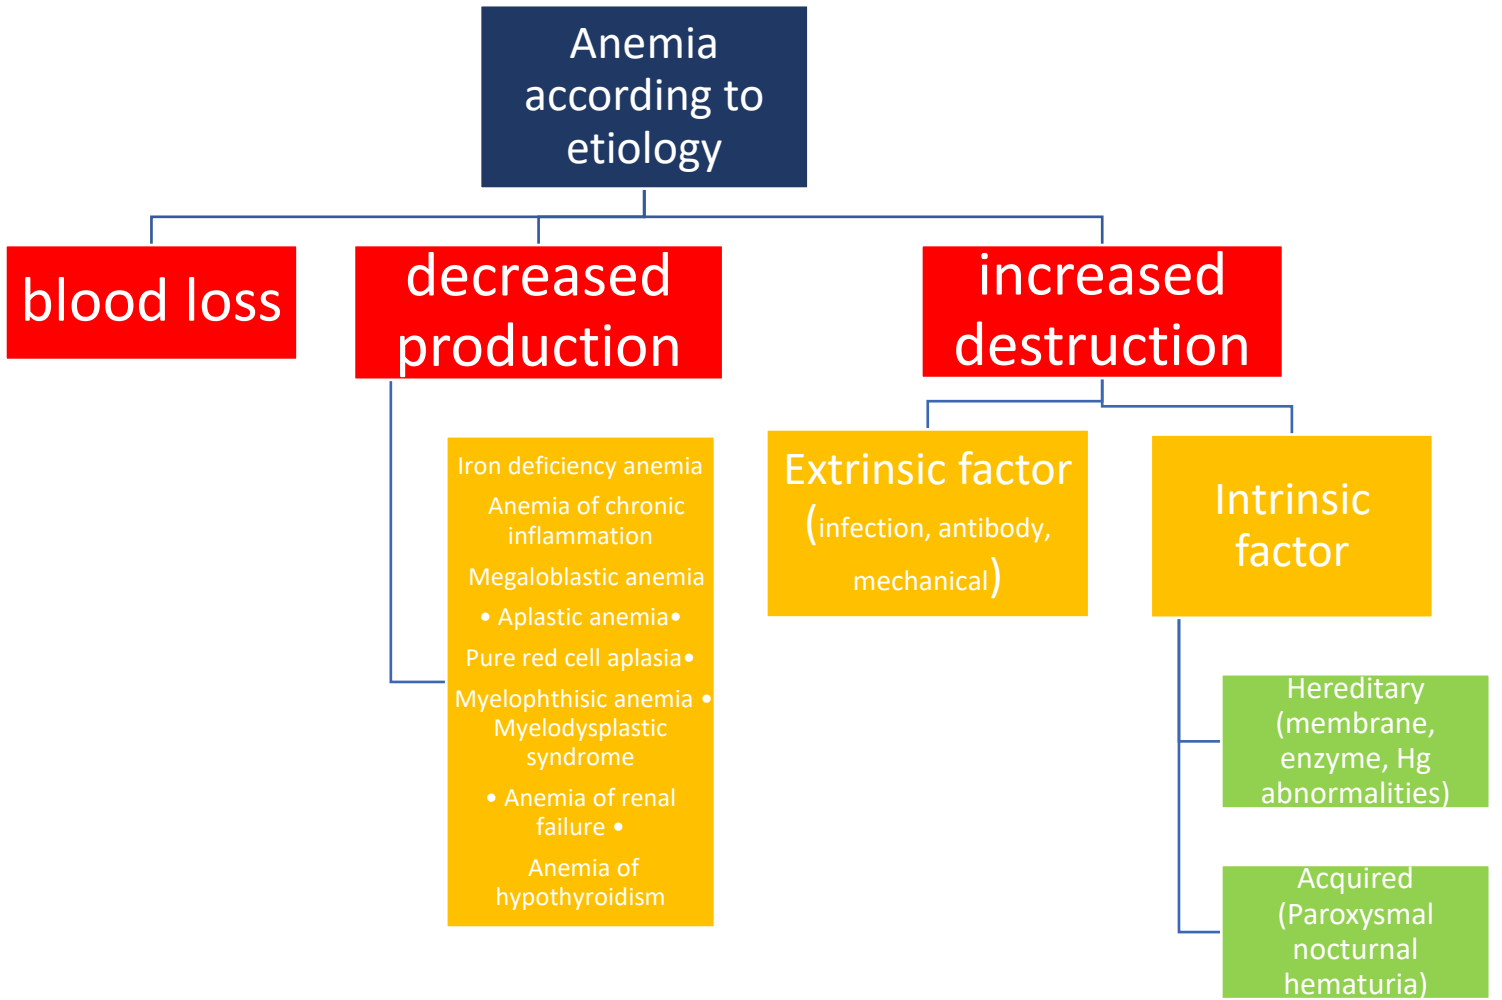 Anemia
according to
etiology
blood loss
decreased
production
increased
destruction
Iron deficiency anemia
Anemia of chronic
inflammation
Megaloblastic anemia
• Aplastic anemia•
Pure red cell aplasia•
Myelophthisic anemia •
Myelodysplastic
syndrome
• Anemia of renal
failure •
Anemia of
hypothyroidism
Extrinsic factor
(infection, antibody,
mechanical)
Intrinsic
factor
Hereditary
(membrane,
enzyme, Hg
abnormalities)
Acquired
(Paroxysmal
nocturnal
hematuria)